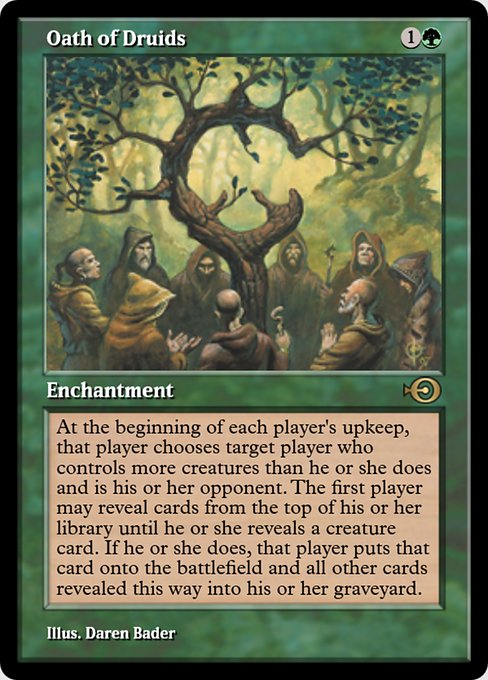 Oath of Druids 1
Enchantment
At the beginning of each player's upkeep,
that player chooses target player who
controls more creatures than he or she does
and is his or her opponent. The first player
may reveal cards from the top of his or her
library until he or she reveals a creature
card. If he or she does, that player puts that
card onto the battlefield and all other cards
revealed this way into his or her graveyard.
Illus. Daren Bader